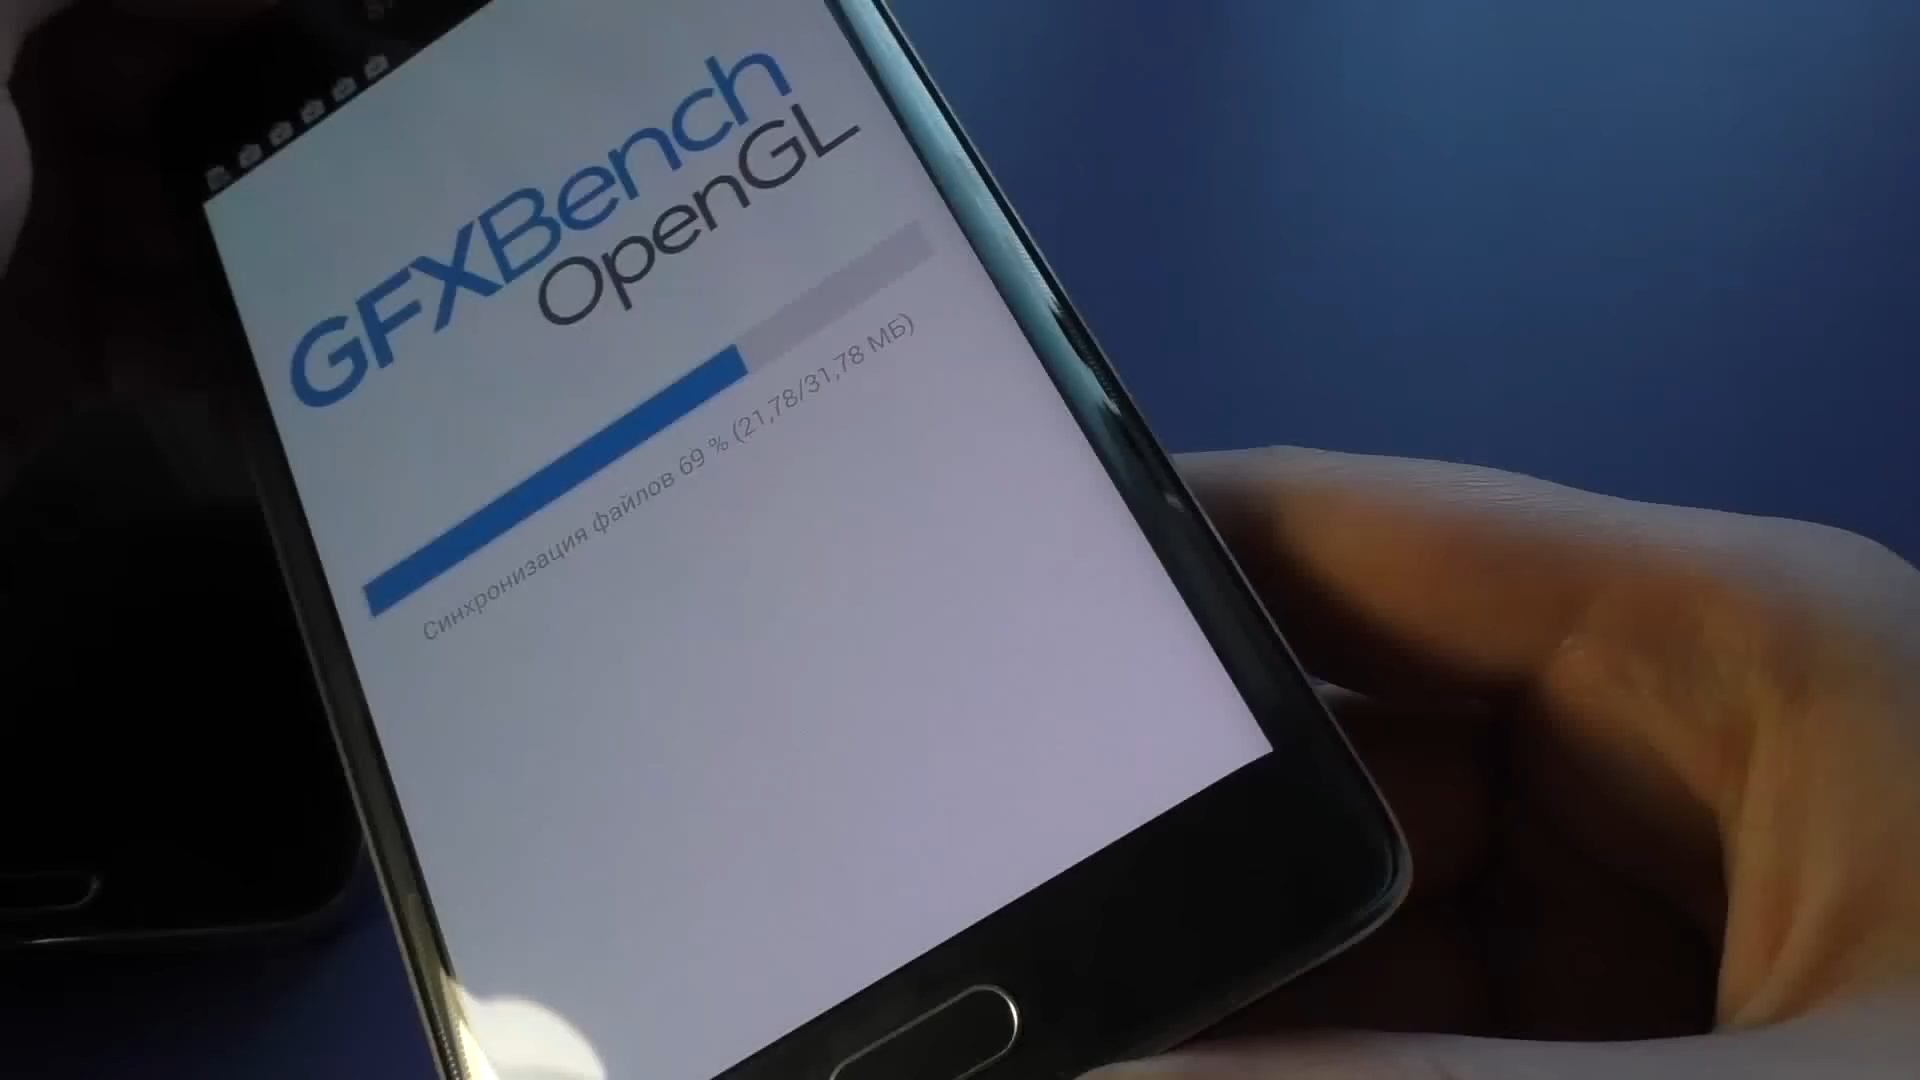 GFXBench
OpenGL
Синхронизация файлов 69 % (21,78/31,78 МБ)